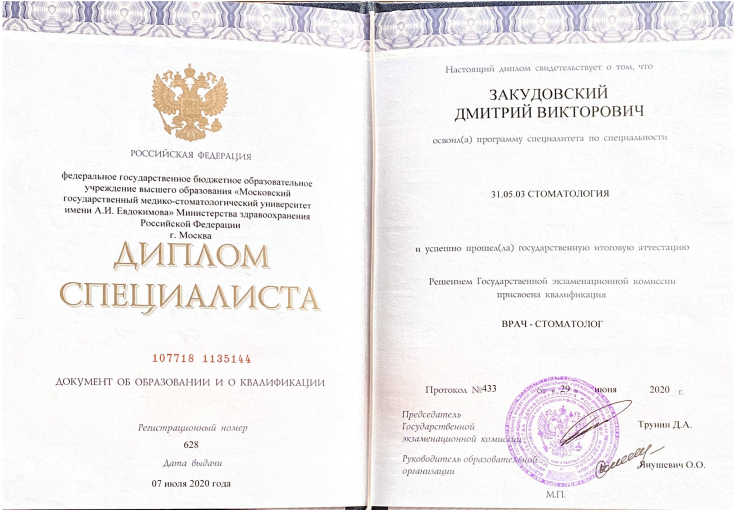 РОССИЙСКАЯ ФЕДЕРАЦИЯ
федеральное государственное бюджетное образовательное
учреждение высшего образования «Московский
государственный медико-стоматологический университет
имени А.И. Евдокимова» Министерства здравоохранения
Российской Федерации
г. Москва
ДИПЛОМ
СПЕЦИАЛИСТА
107718 1135144
ДОКУМЕНТ ОБ ОБРАЗОВАНИИ И О КВАЛИФИКАЦИИ
Регистрационный номер
628
Дата выдачи
07 июля 2020 года
Настоящий диплом свидетельствует о том, что
ЗАКУДОВСКИЙ
ДМИТРИЙ ВИКТОРОВИЧ
освоил(а) программу специалитета по специальности
31.05.03 СТОМАТОЛОГИЯ
и успешно прошел(ла) государственную итоговую аттестацию
Решением Государственной экзаменационной комиссии
присвоена квалификация
ВРАЧ - СТОМАТОЛОГ
Протокол №433 от « 29 » июня 2020 г.
Председатель
Государственной
экзаменационной комиссии
Трунин Д.А.
Руководитель образовательной
организации
Янушевич О.О.
М.П.